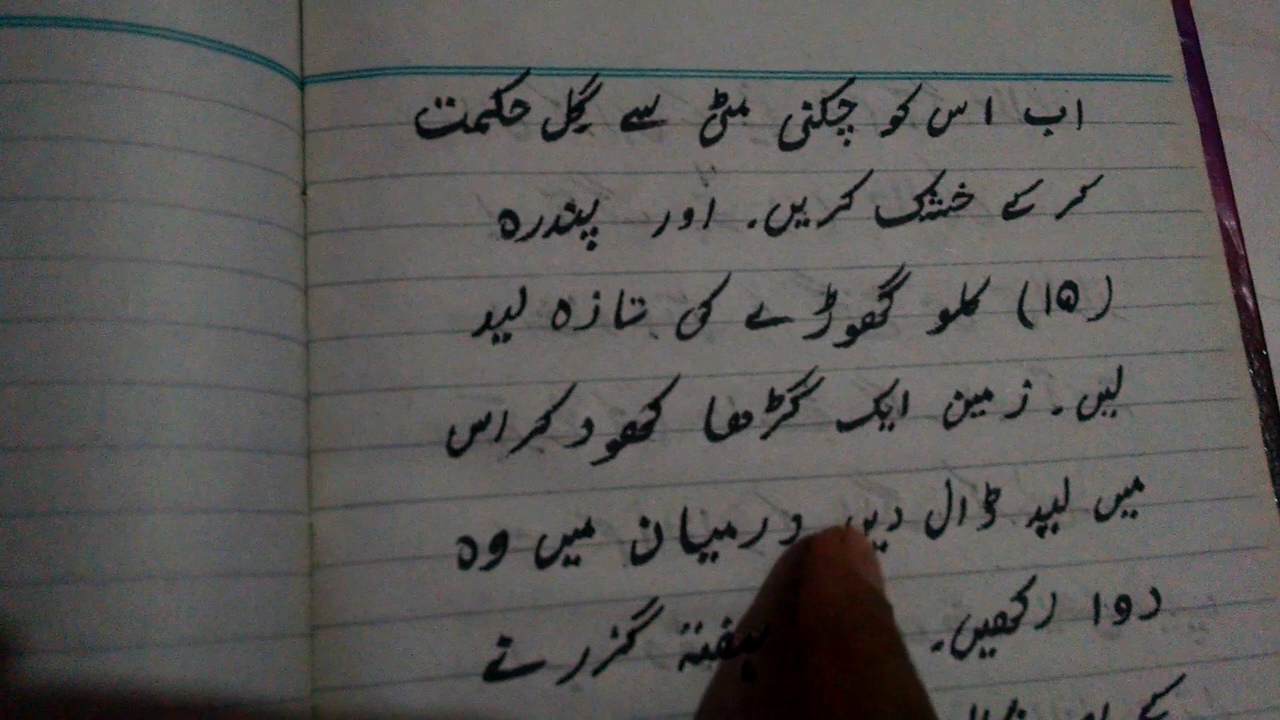 اب اس کو چکنی مٹی سے گِل حکمت
کر کے خشک کریں۔ اور پندرہ
(۱۵) کلو گھوڑے کی تازہ لید
لیں۔ زمین ایک گڑھا کھود کر اس
میں لید ڈال دیں درمیان میں وہ
دوا رکھیں۔ ہفتہ گزرنے
کے